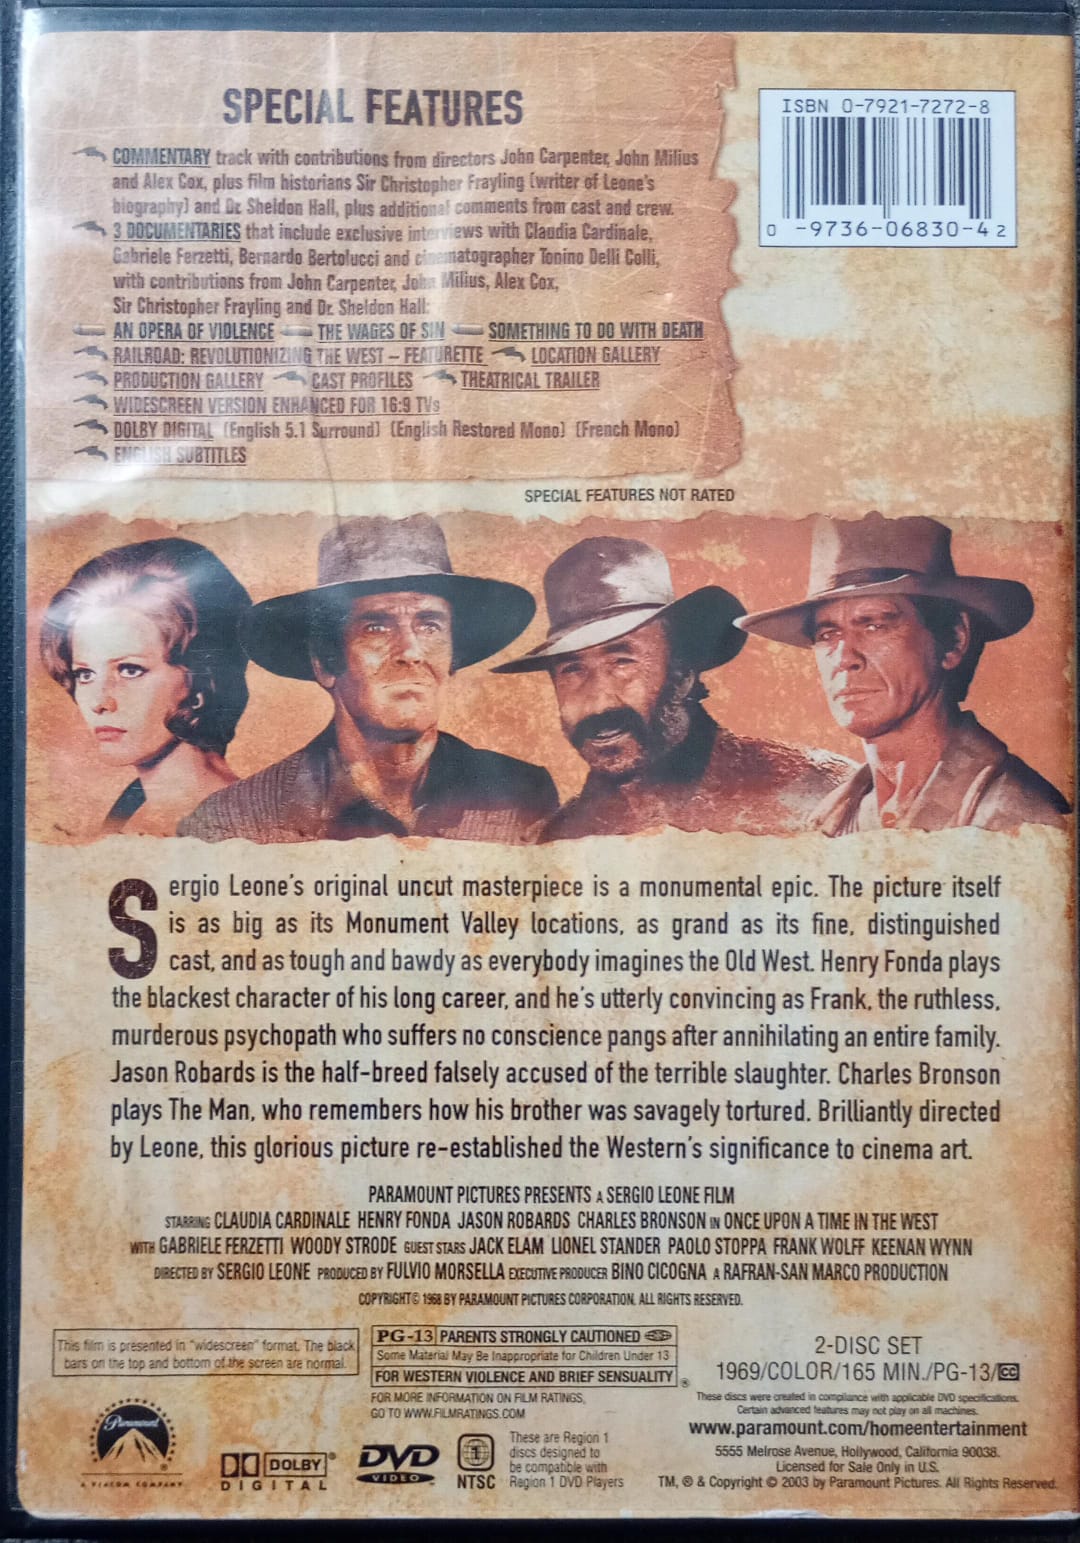 SPECIAL FEATURES
COMMENTARY track with contributions from directors John Carpenter, John Milius
and Alex Cox, plus film historians Sir Christopher Frayling (writer of Leone's
biography) and Dr. Sheldon Hall, plus additional comments from cast and crew.
3 DOCUMENTARIES that include exclusive interviews with Claudia Cardinale,
Gabriele Ferzetti, Bernardo Bertolucci and cinematographer Tonino Delli Colli,
with contributions from John Carpenter, John Milius, Alex Cox,
Sir Christopher Frayling and Dr. Sheldon Hall:
AN OPERA OF VIOLENCE THE WAGES OF SIN SOMETHING TO DO WITH DEATH
RAILROAD: REVOLUTIONIZING THE WEST – FEATURETTE LOCATION GALLERY
PRODUCTION GALLERY CAST PROFILES THEATRICAL TRAILER
WIDESCREEN VERSION ENHANCED FOR 16:9 TVs
DOLBY DIGITAL (English 5.1 Surround) (English Restored Mono) (French Mono)
ENGLISH SUBTITLES
SPECIAL FEATURES NOT RATED
ISBN 0-7921-7272-8
0 -9736-06830-4 2
Sergio Leone's original uncut masterpiece is a monumental epic. The picture itself
is as big as its Monument Valley locations, as grand as its fine, distinguished
cast, and as tough and bawdy as everybody imagines the Old West. Henry Fonda plays
the blackest character of his long career, and he's utterly convincing as Frank, the ruthless,
murderous psychopath who suffers no conscience pangs after annihilating an entire family.
Jason Robards is the half-breed falsely accused of the terrible slaughter. Charles Bronson
plays The Man, who remembers how his brother was savagely tortured. Brilliantly directed
by Leone, this glorious picture re-established the Western's significance to cinema art.
PARAMOUNT PICTURES PRESENTS A SERGIO LEONE FILM
STARRING CLAUDIA CARDINALE HENRY FONDA JASON ROBARDS CHARLES BRONSON IN ONCE UPON A TIME IN THE WEST
WITH GABRIELE FERZETTI WOODY STRODE GUEST STARS JACK ELAM LIONEL STANDER PAOLO STOPPA FRANK WOLFF KEENAN WYNN
DIRECTED BY SERGIO LEONE PRODUCED BY FULVIO MORSELLA EXECUTIVE PRODUCER BINO CICOGNA A RAFRAN-SAN MARCO PRODUCTION
COPYRIGHT © 1968 BY PARAMOUNT PICTURES CORPORATION. ALL RIGHTS RESERVED.
This film is presented in "widescreen" format. The black
bars on the top and bottom of the screen are normal.
PG-13 PARENTS STRONGLY CAUTIONED
Some Material May Be Inappropriate for Children Under 13
FOR WESTERN VIOLENCE AND BRIEF SENSUALITY ®
FOR MORE INFORMATION ON FILM RATINGS,
GO TO WWW.FILMRATINGS.COM
2-DISC SET
1969/COLOR/165 MIN./PG-13/CC
These discs were created in compliance with applicable DVD specifications.
Certain advanced features may not play on all machines.
www.paramount.com/homeentertainment
5555 Melrose Avenue, Hollywood, California 90038.
Licensed for Sale Only in U.S.
TM, ® & Copyright © 2003 by Paramount Pictures. All Rights Reserved.
Paramount
A VIACOM COMPANY
DOLBY®
DIGITAL
DVD
VIDEO
1
NTSC
These are Region 1
discs designed to
be compatible with
Region 1 DVD Players